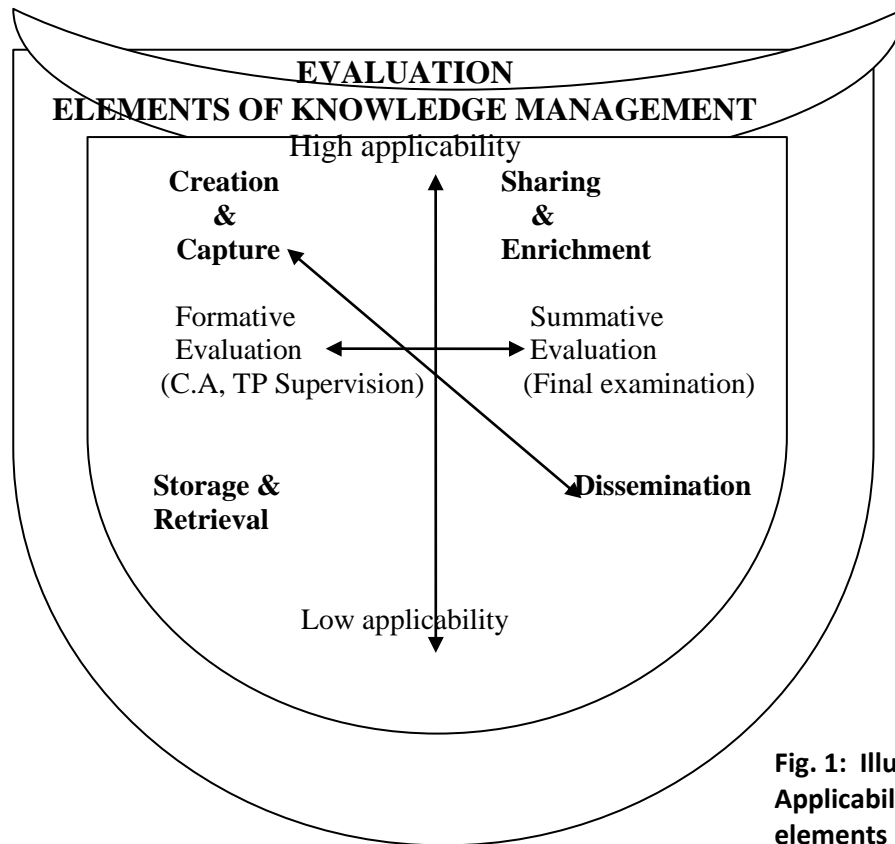 EVALUATION
ELEMENTS OF KNOWLEDGE MANAGEMENT
High applicability
Creation
&
Capture
Sharing
&
Enrichment
Formative
Evaluation
(C.A, TP Supervision)
Summative
Evaluation
(Final examination)
Storage &
Retrieval
Dissemination
Low applicability
Fig. 1: Illu
Applicabil
elements